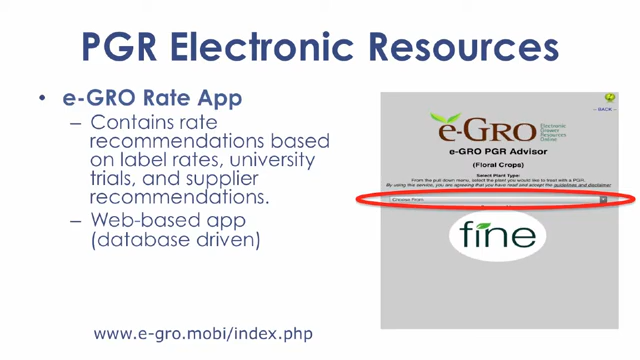 PGR Electronic Resources
• e-GRO Rate App
– Contains rate
recommendations based
on label rates, university
trials, and supplier
recommendations.
– Web-based app
(database driven)
www.e-gro.mobi/index.php
-- BACK --
e-GRO
Electronic
Grower
Resources
Online
e-GRO PGR Advisor
(Floral Crops)
Select Plant Type:
From the pull down menu, select the plant you would like to treat with a PGR.
By using this service, you are agreeing that you have read and accept the guidelines and disclaimer
fine